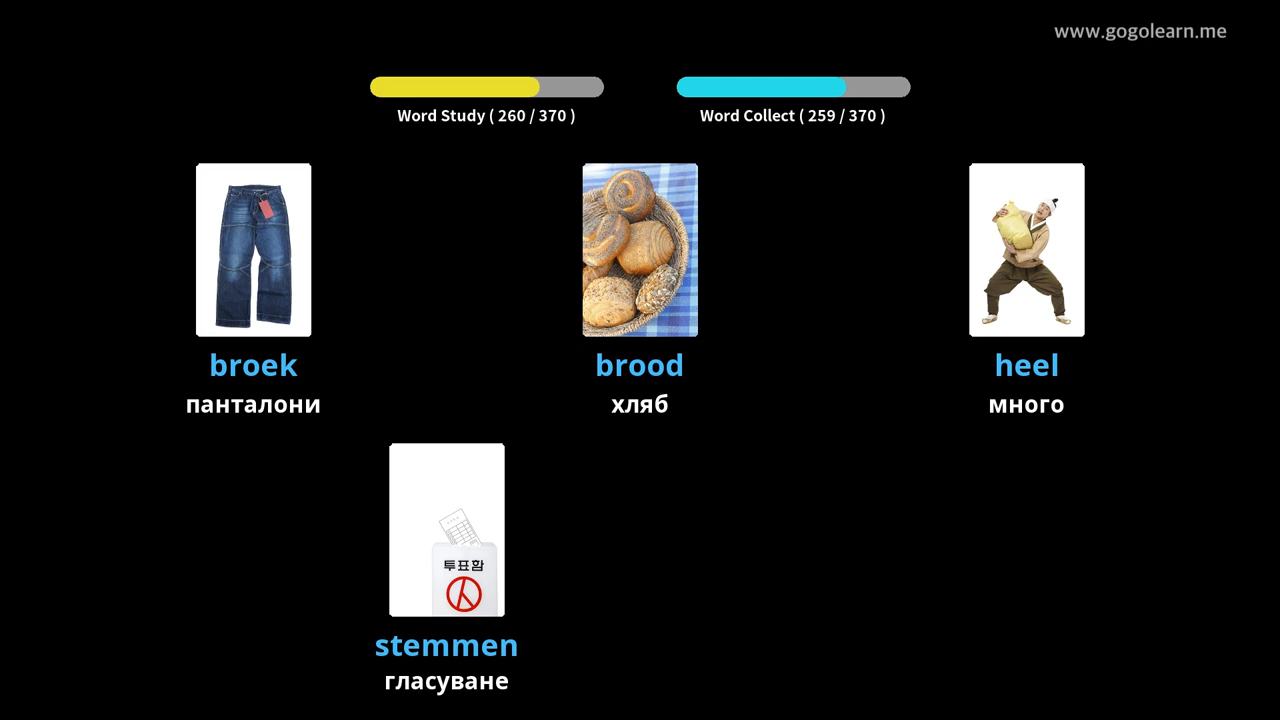 www.gogolearn.me
Word Study ( 260 / 370 )
Word Collect ( 259 / 370 )
broek
brood
heel
панталони
хляб
много
투표함
stemmen
гласуване